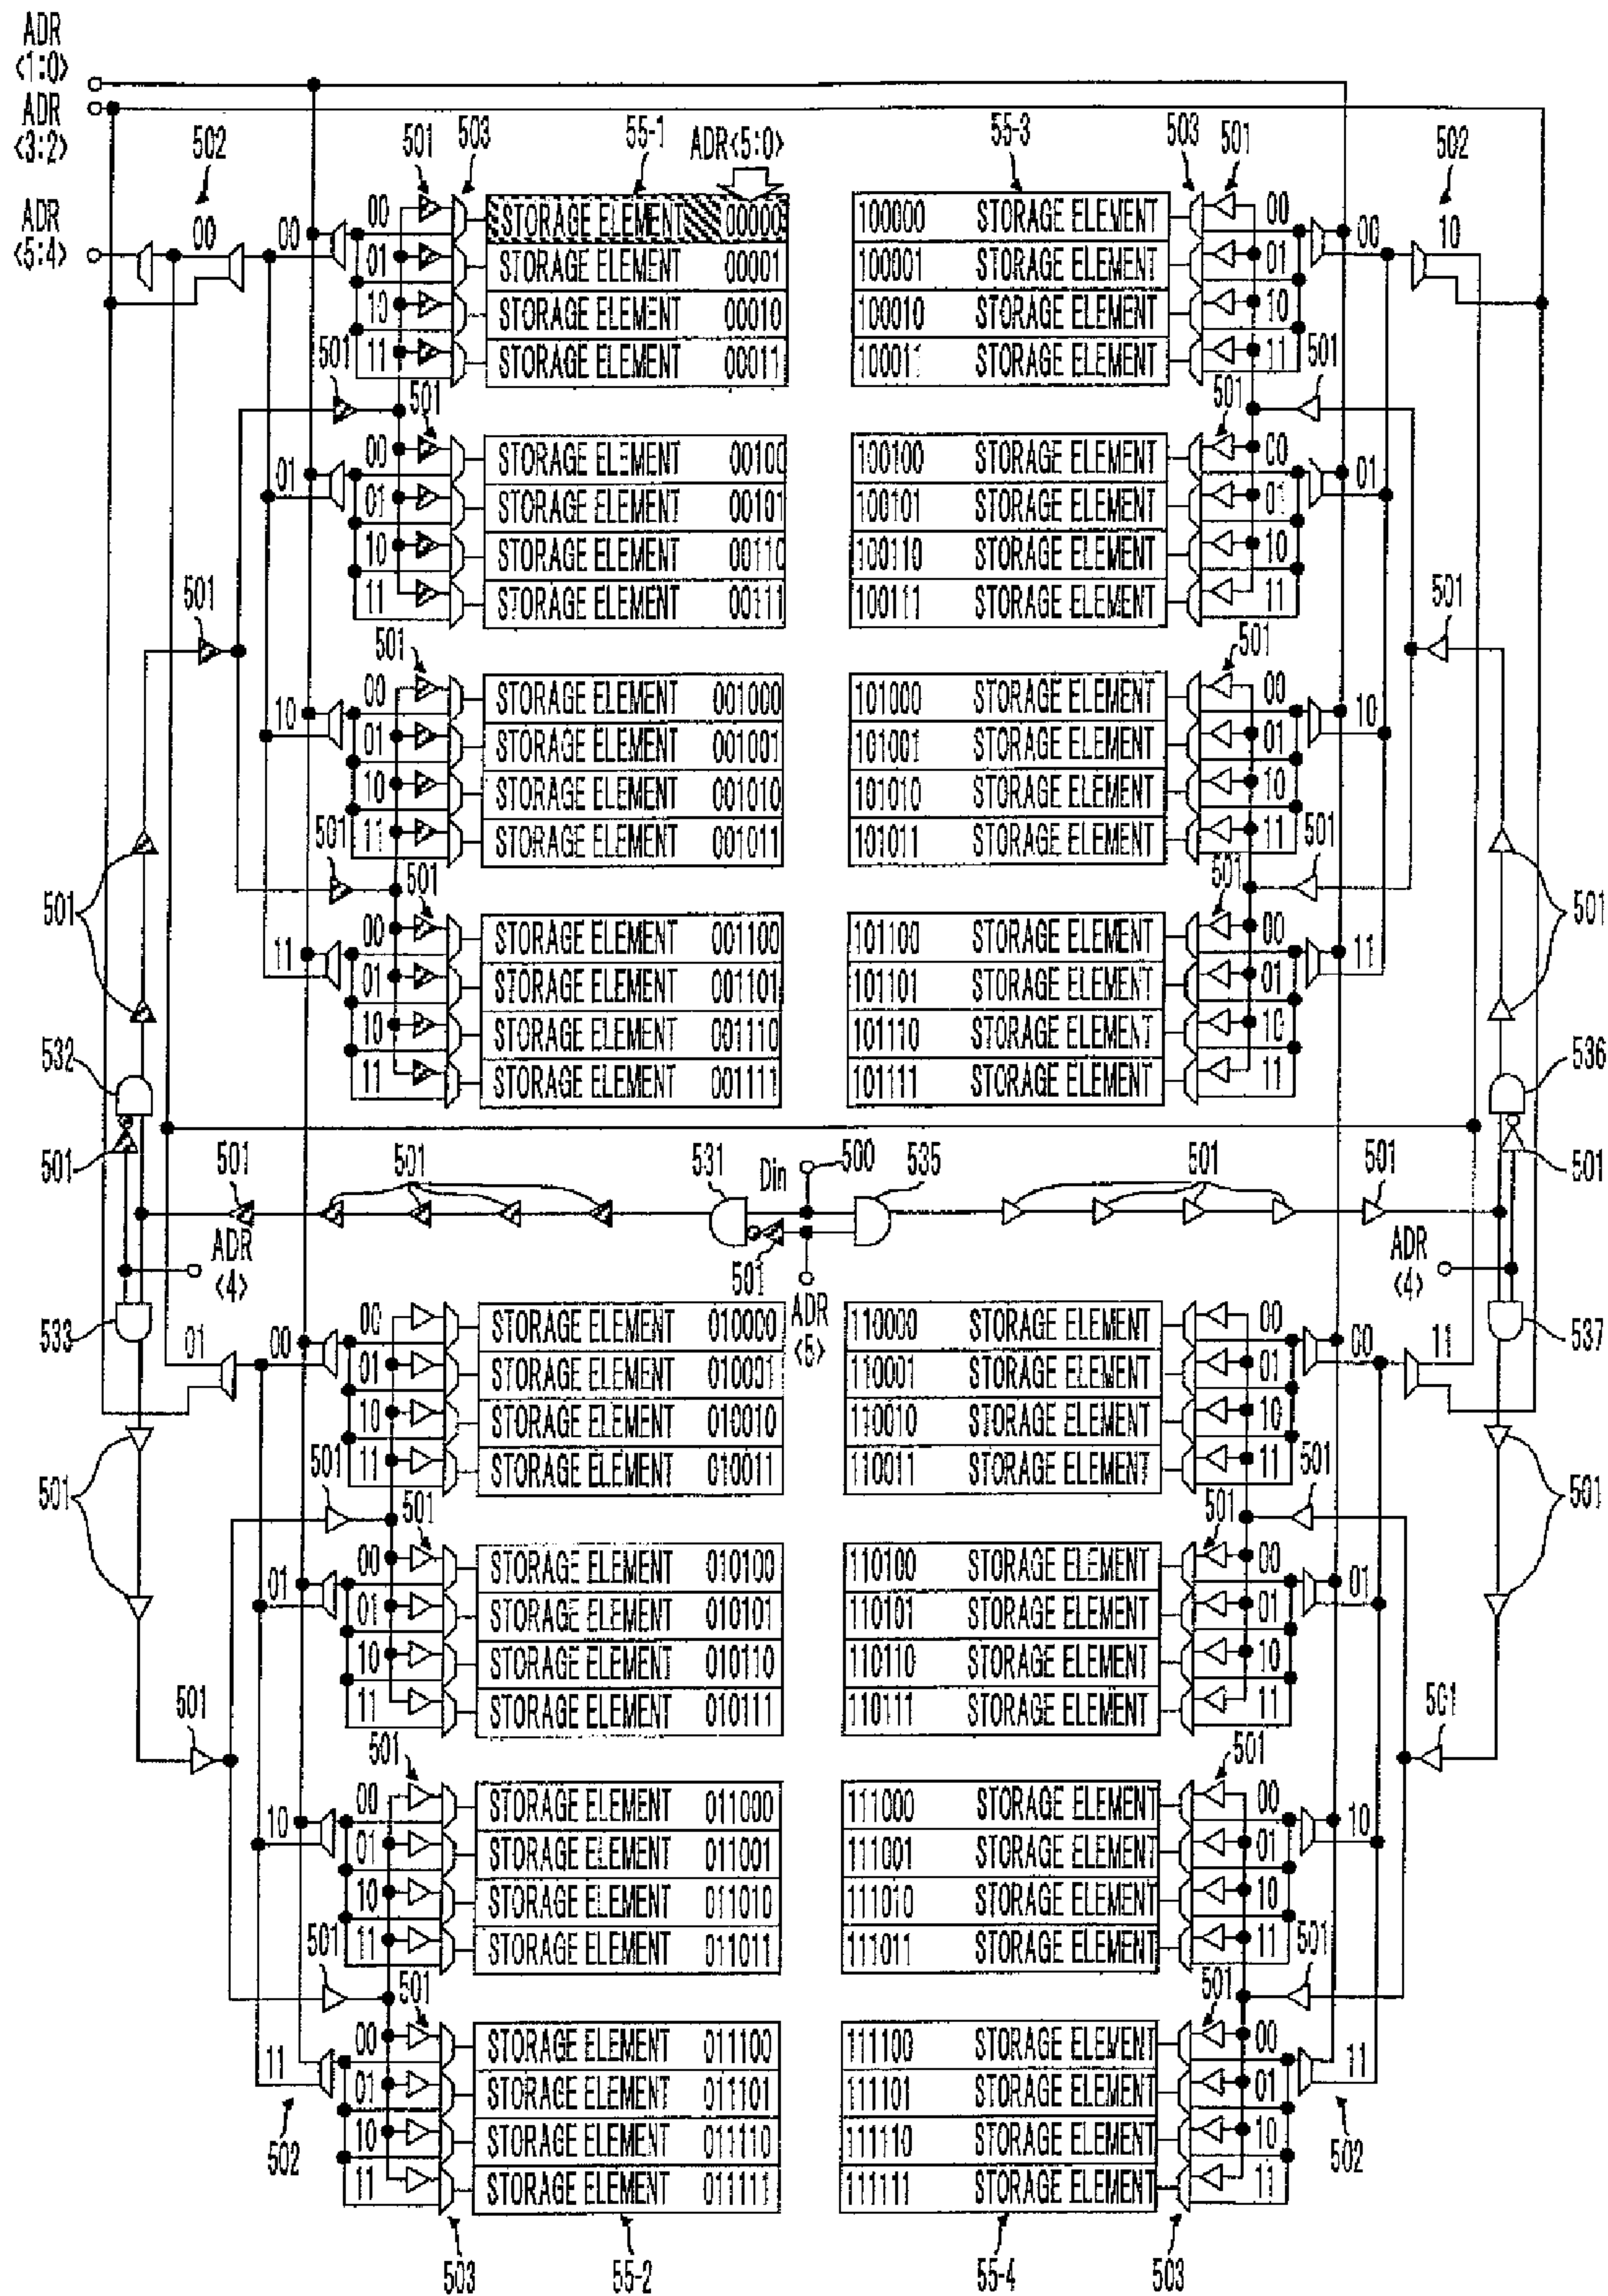 ADR
<1:0>
ADR
<3:2>
ADR
<5:4>
502
501
503
55-1
ADR<5:0>
55-3
503
501
502
00
00
00
01
10
11
STORAGE ELEMENT 00000
STORAGE ELEMENT 00001
STORAGE ELEMENT 00010
STORAGE ELEMENT 00011
100000 STORAGE ELEMENT
100001 STORAGE ELEMENT
100010 STORAGE ELEMENT
100011 STORAGE ELEMENT
00
01
10
11
00
10
501
501
501
501
01
00
01
10
11
STORAGE ELEMENT 00100
STORAGE ELEMENT 00101
STORAGE ELEMENT 00110
STORAGE ELEMENT 00111
100100 STORAGE ELEMENT
100101 STORAGE ELEMENT
100110 STORAGE ELEMENT
100111 STORAGE ELEMENT
00
01
10
11
01
501
501
501
501
10
00
01
10
11
STORAGE ELEMENT 001000
STORAGE ELEMENT 001001
STORAGE ELEMENT 001010
STORAGE ELEMENT 001011
101000 STORAGE ELEMENT
101001 STORAGE ELEMENT
101010 STORAGE ELEMENT
101011 STORAGE ELEMENT
00
01
10
11
10
501
501
501
501
501
501
11
00
01
10
11
STORAGE ELEMENT 001100
STORAGE ELEMENT 001101
STORAGE ELEMENT 001110
STORAGE ELEMENT 001111
101100 STORAGE ELEMENT
101101 STORAGE ELEMENT
101110 STORAGE ELEMENT
101111 STORAGE ELEMENT
00
01
10
11
11
532
536
501
501
501
531
Din
500
535
501
501
501
ADR
<4>
501
ADR
<5>
ADR
<4>
533
537
01
00
00
01
10
11
STORAGE ELEMENT 010000
STORAGE ELEMENT 010001
STORAGE ELEMENT 010010
STORAGE ELEMENT 010011
110000 STORAGE ELEMENT
110001 STORAGE ELEMENT
110010 STORAGE ELEMENT
110011 STORAGE ELEMENT
00
01
10
11
00
11
501
501
501
501
501
501
01
00
01
10
11
STORAGE ELEMENT 010100
STORAGE ELEMENT 010101
STORAGE ELEMENT 010110
STORAGE ELEMENT 010111
110100 STORAGE ELEMENT
110101 STORAGE ELEMENT
110110 STORAGE ELEMENT
110111 STORAGE ELEMENT
00
01
10
11
01
501
501
501
501
10
00
01
10
11
STORAGE ELEMENT 011000
STORAGE ELEMENT 011001
STORAGE ELEMENT 011010
STORAGE ELEMENT 011011
111000 STORAGE ELEMENT
111001 STORAGE ELEMENT
111010 STORAGE ELEMENT
111011 STORAGE ELEMENT
00
01
10
11
10
501
501
501
501
11
00
01
10
11
STORAGE ELEMENT 011100
STORAGE ELEMENT 011101
STORAGE ELEMENT 011110
STORAGE ELEMENT 011111
111100 STORAGE ELEMENT
111101 STORAGE ELEMENT
111110 STORAGE ELEMENT
111111 STORAGE ELEMENT
00
01
10
11
11
502
502
503
55-2
55-4
503